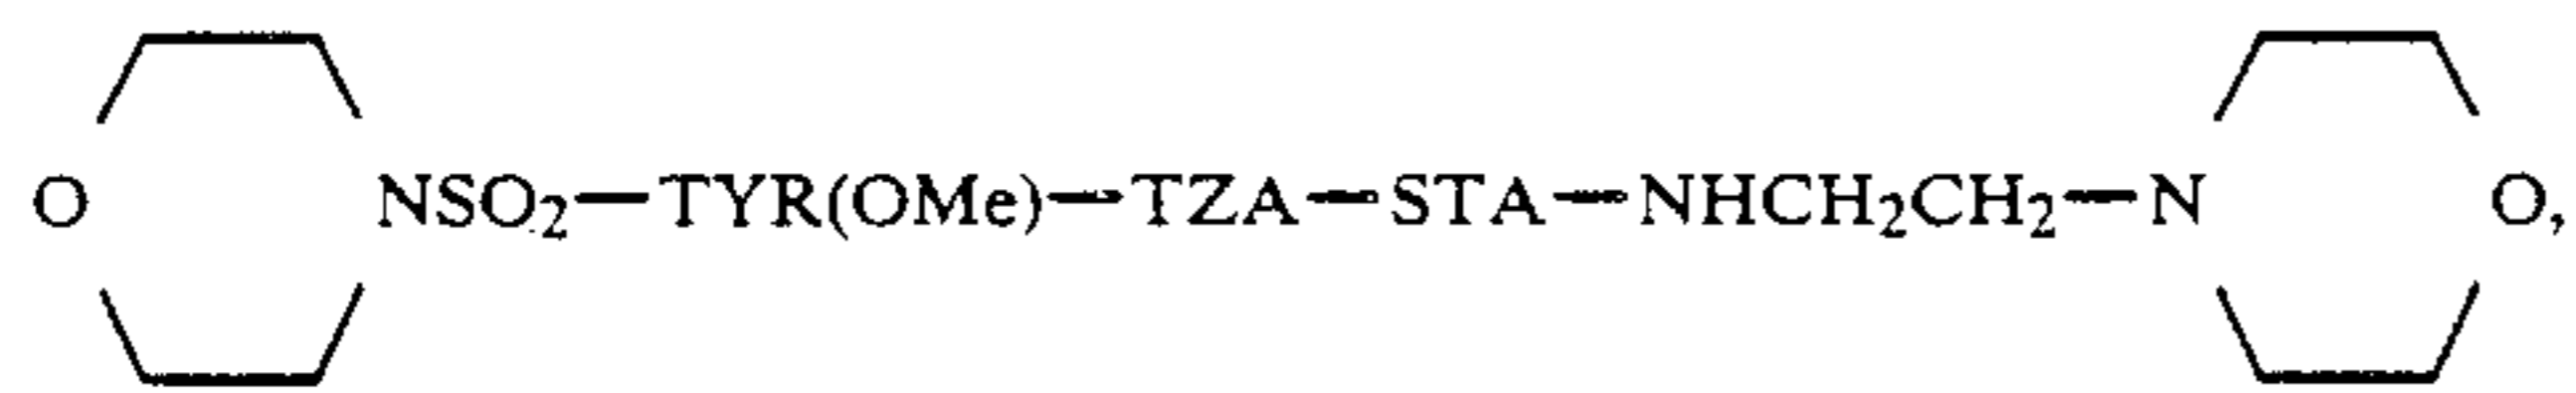 O NSO₂—TYR(OMe)—TZA—STA—NHCH₂CH₂—N O,